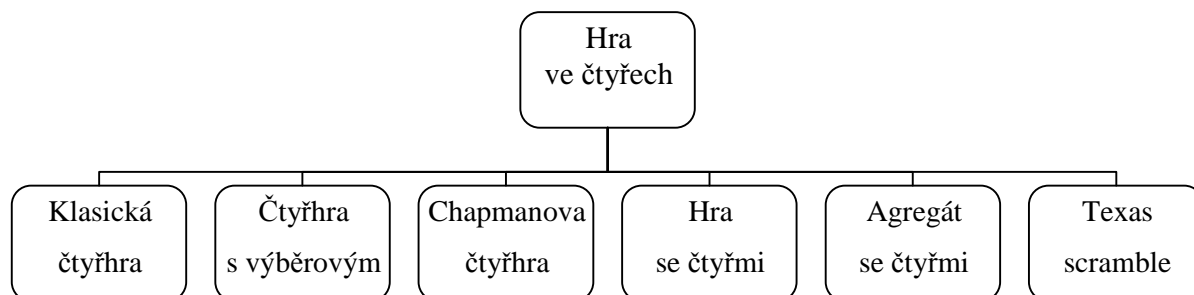 Hra
ve čtyřech
Klasická
čtyřhra
Čtyřhra
s výběrovým
Chapmanova
čtyřhra
Hra
se čtyřmi
Agregát
se čtyřmi
Texas
scramble